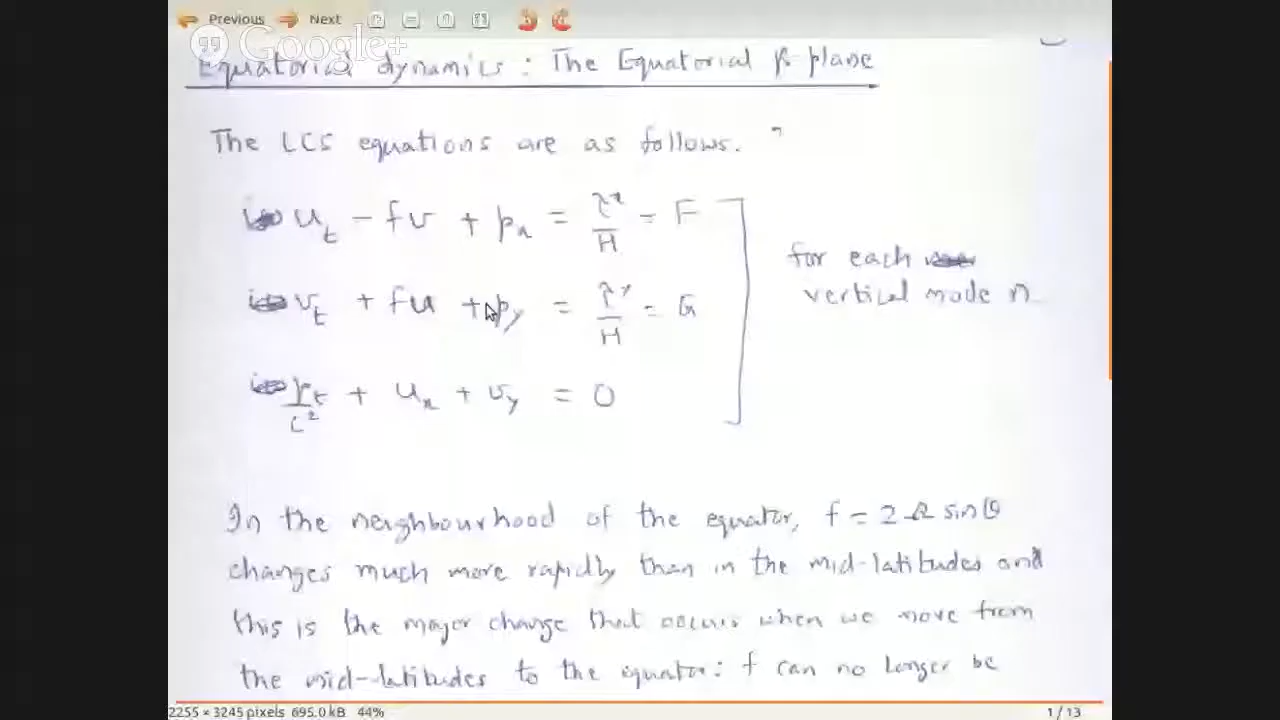 Previous Next
Google+
Equatorial dynamics : The Equatorial β plane
The LCS equations are as follows.
u_t - fv + p_x = τ^x/H = F
v_t + fu + p_y = τ^y/H = G
p_t/c² + u_x + v_y = 0
for each
vertical mode n
In the neighbourhood of the equator, f = 2 Ω sin θ
changes much more rapidly than in the mid-latitudes and
this is the major change that occurs when we move from
the mid-latitudes to the equator: f can no longer be
2255 × 3245 pixels 695.0 kB 44%
1 / 13